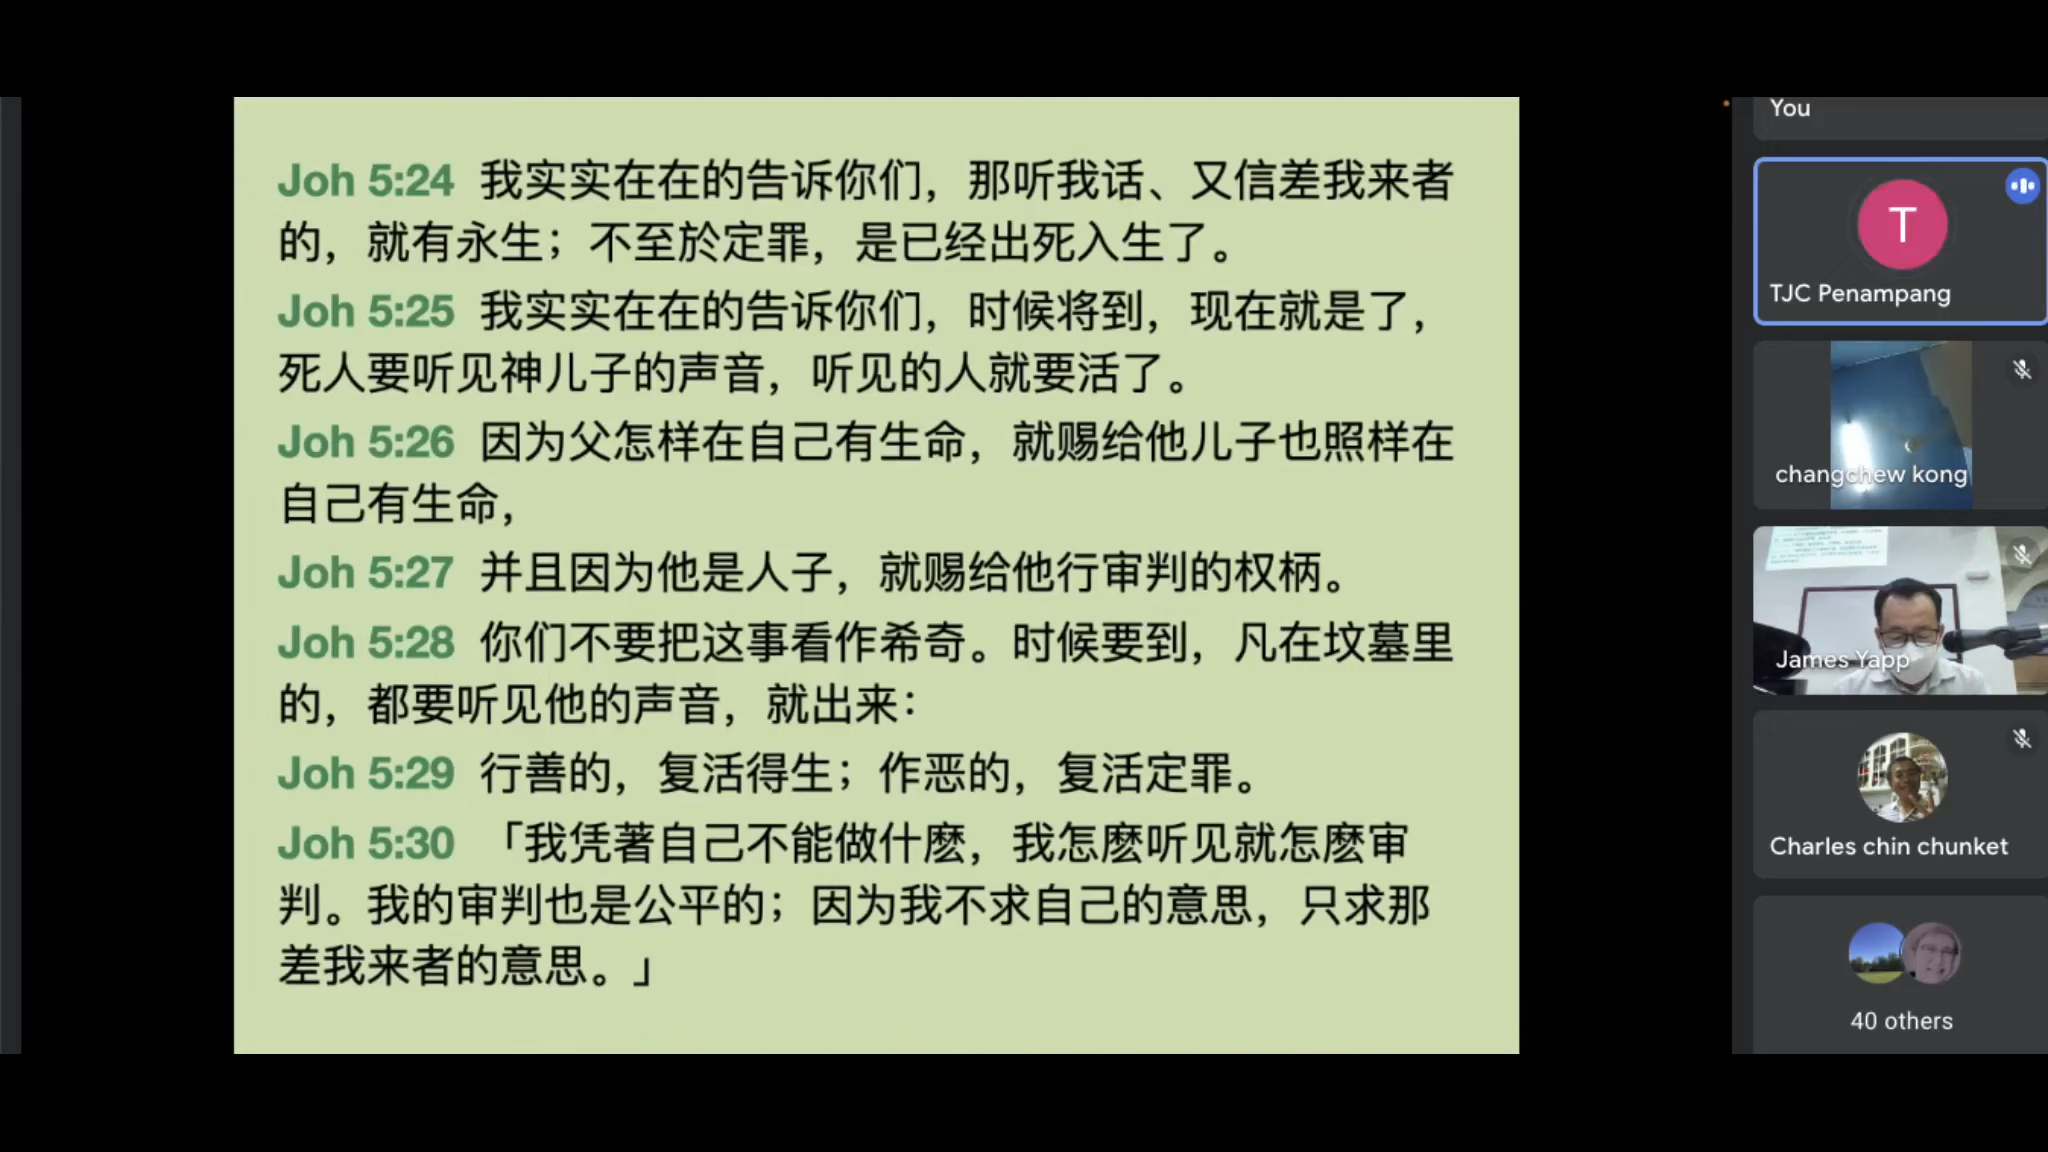 Joh 5:24 我实实在在的告诉你们，那听我话、又信差我来者
的，就有永生；不至於定罪，是已经出死入生了。
Joh 5:25 我实实在在的告诉你们，时候将到，现在就是了，
死人要听见神儿子的声音，听见的人就要活了。
Joh 5:26 因为父怎样在自己有生命，就赐给他儿子也照样在
自己有生命，
Joh 5:27 并且因为他是人子，就赐给他行审判的权柄。
Joh 5:28 你们不要把这事看作希奇。时候要到，凡在坟墓里
的，都要听见他的声音，就出来：
Joh 5:29 行善的，复活得生；作恶的，复活定罪。
Joh 5:30 「我凭著自己不能做什麽，我怎麽听见就怎麽审
判。我的审判也是公平的；因为我不求自己的意思，只求那
差我来者的意思。」
You
T
TJC Penampang
changchew kong
James Yapp
Charles chin chunket
40 others